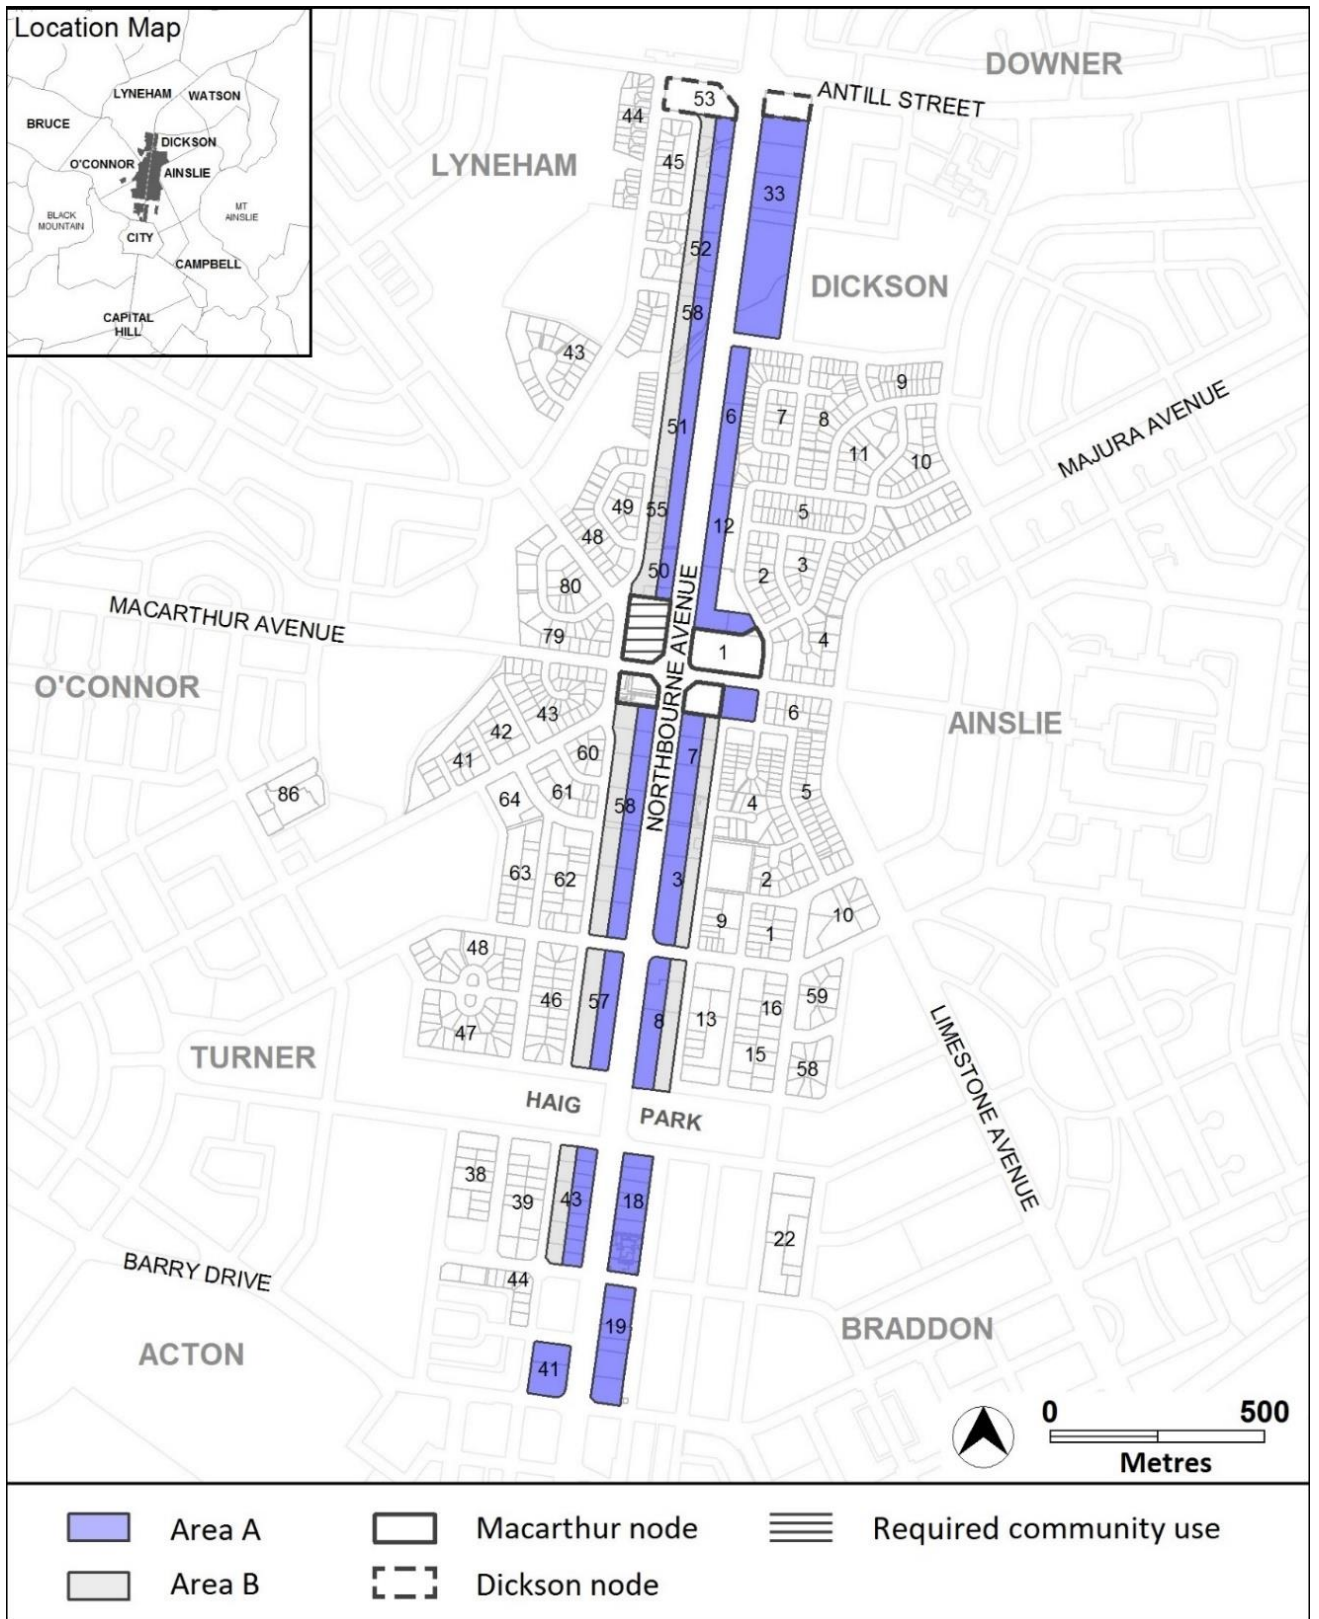 Location Map
LYNEHAM
WATSON
BRUCE
DICKSON
O'CONNOR
AINSLIE
BLACK
MOUNTAIN
MT
AINSLIE
CITY
CAMPBELL
CAPITAL
HILL
DOWNER
ANTILL STREET
53
44
LYNEHAM
45
33
52
DICKSON
58
43
9
6
7
8
MAJURA AVENUE
51
11
10
49
55
5
12
48
3
50
2
80
MACARTHUR AVENUE
79
4
1
O'CONNOR
NORTHBOURNE AVENUE
43
6
AINSLIE
42
60
7
41
86
61
5
64
58
4
63
62
3
2
9
10
1
48
46
57
59
16
8
13
47
15
58
TURNER
LIMESTONE AVENUE
HAIG
PARK
38
39
43
18
22
BARRY DRIVE
44
19
BRADDON
ACTON
41
0
500
Metres
Area A
Macarthur node
Required community use
Area B
Dickson node